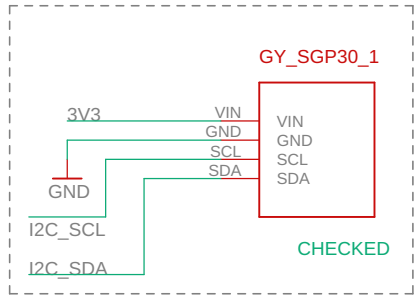 GY_SGP30_1
3V3
VIN
VIN
GND
GND
SCL
SCL
SDA
SDA
GND
I2C_SCL
CHECKED
I2C_SDA